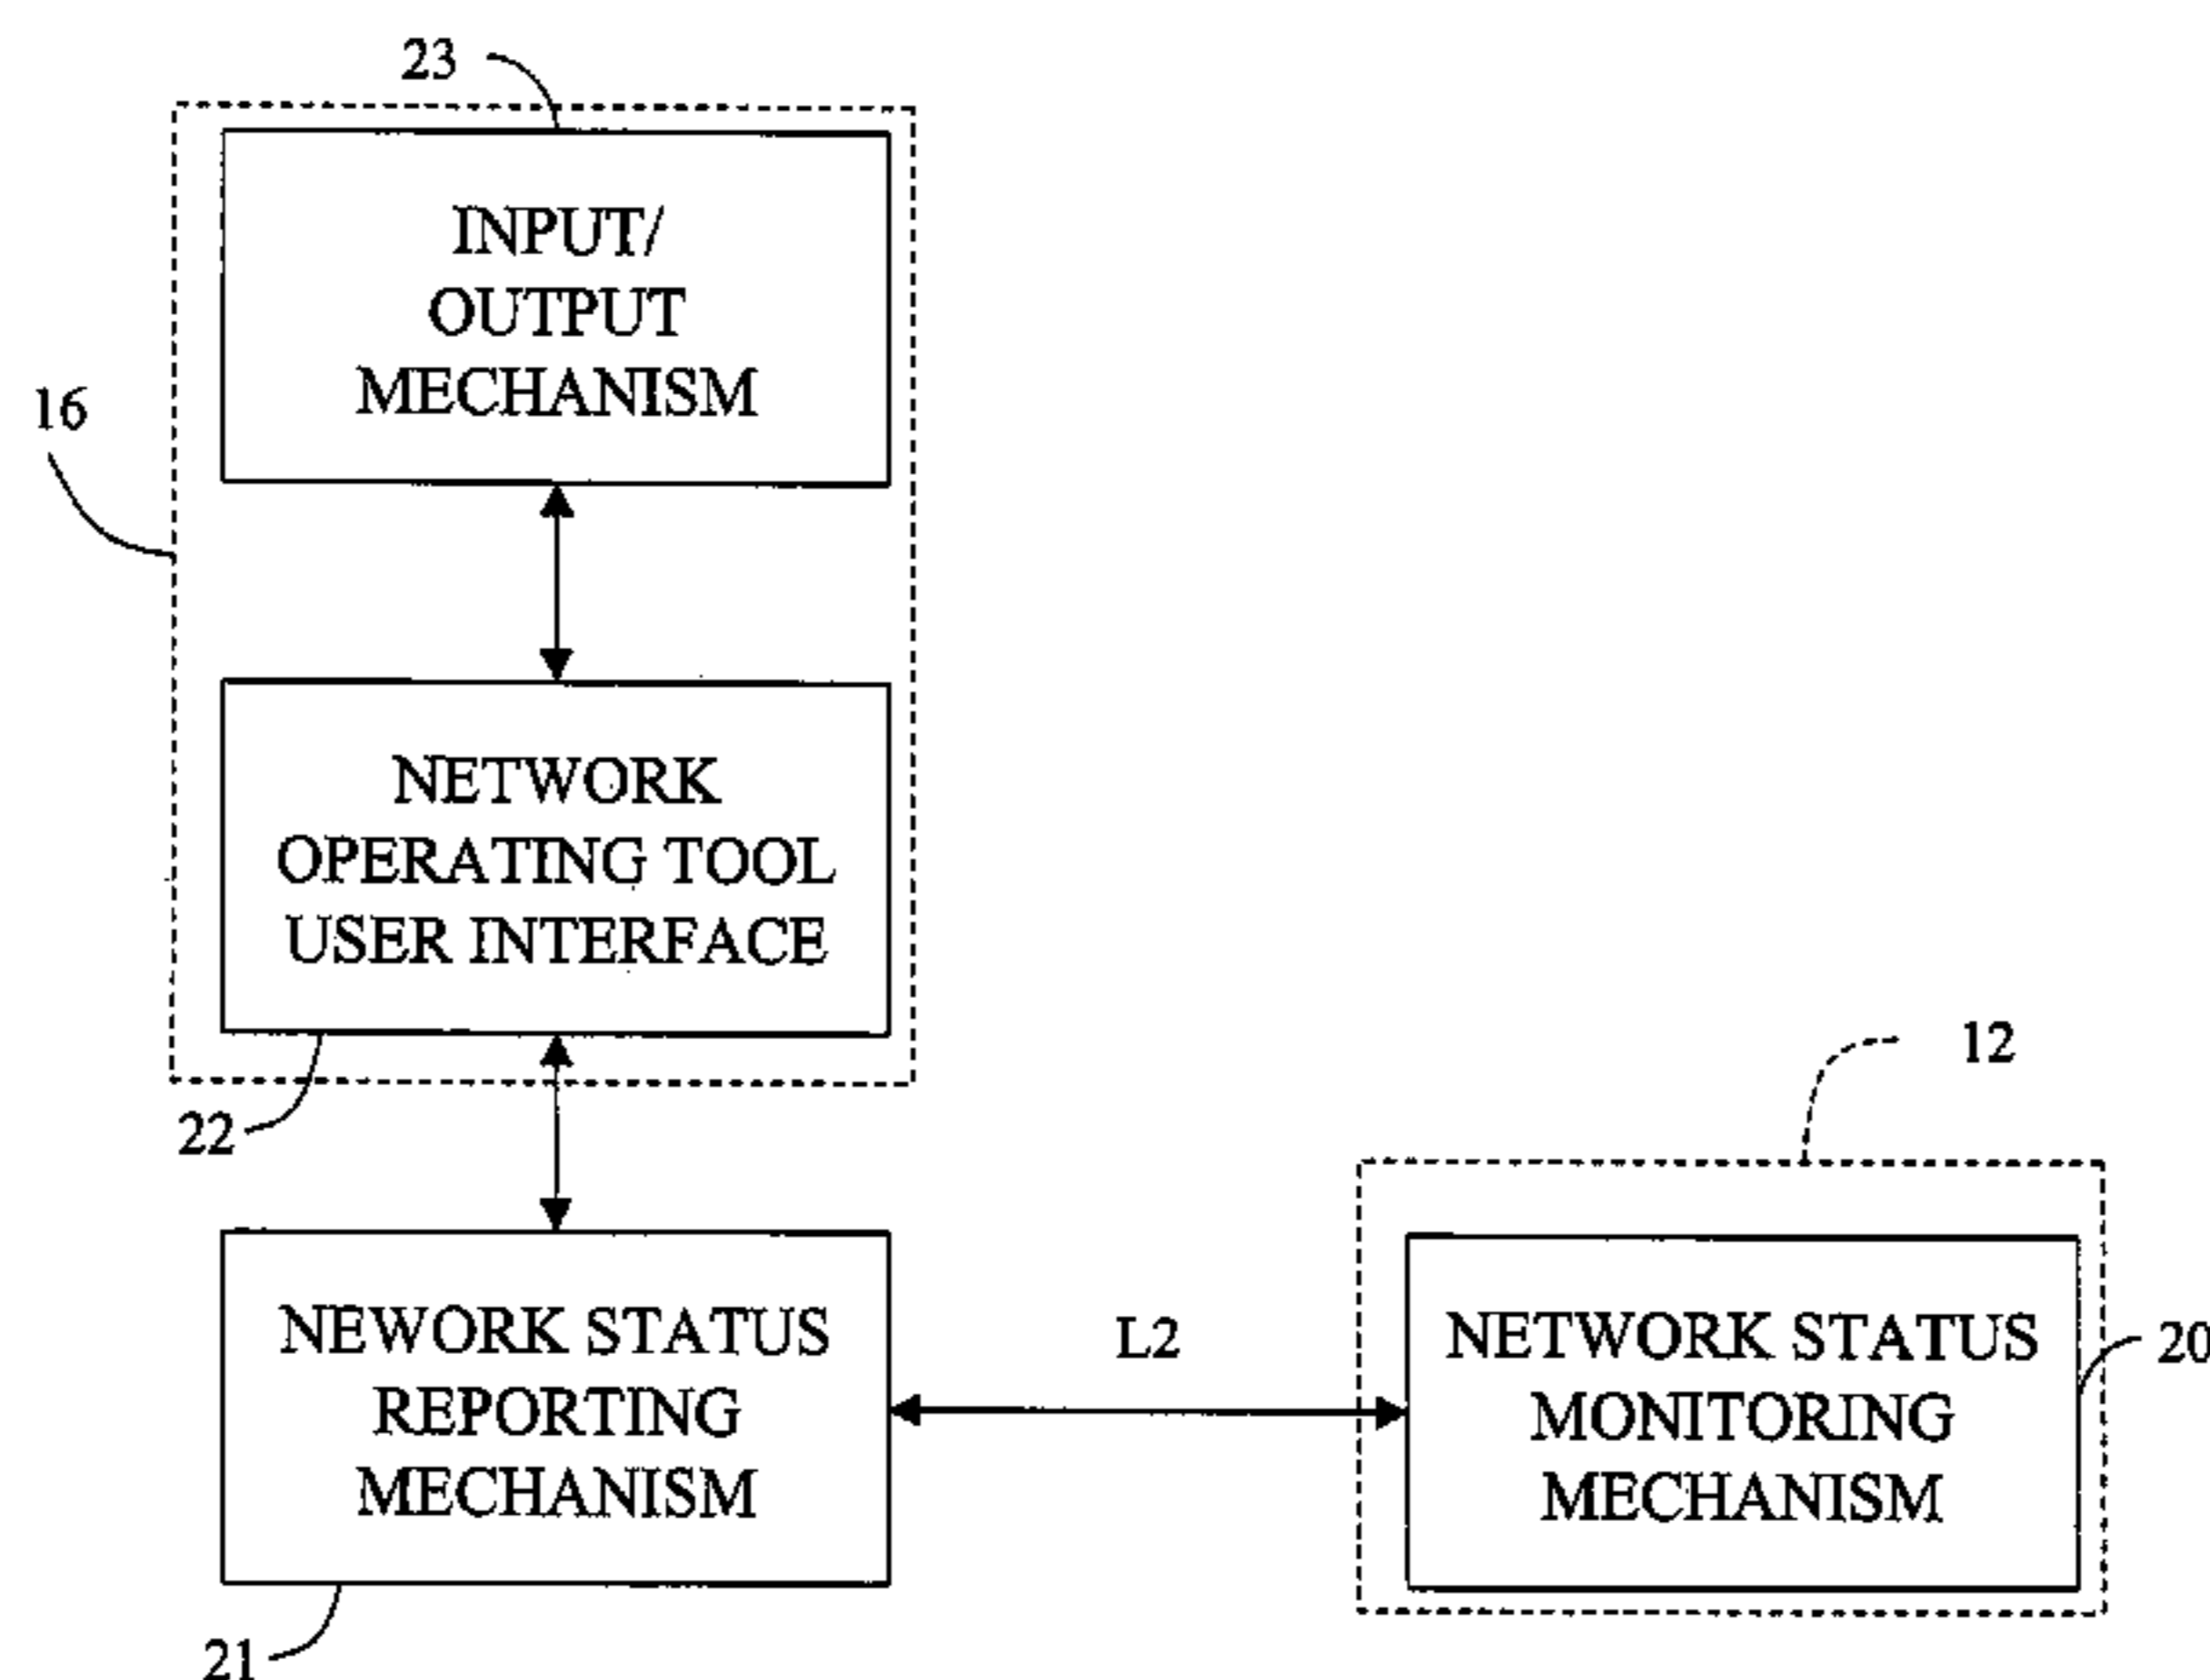 23
INPUT/
OUTPUT
MECHANISM
16
NETWORK
OPERATING TOOL
USER INTERFACE
22
12
NEWORK STATUS
REPORTING
MECHANISM
21
L2
NETWORK STATUS
MONITORING
MECHANISM
20